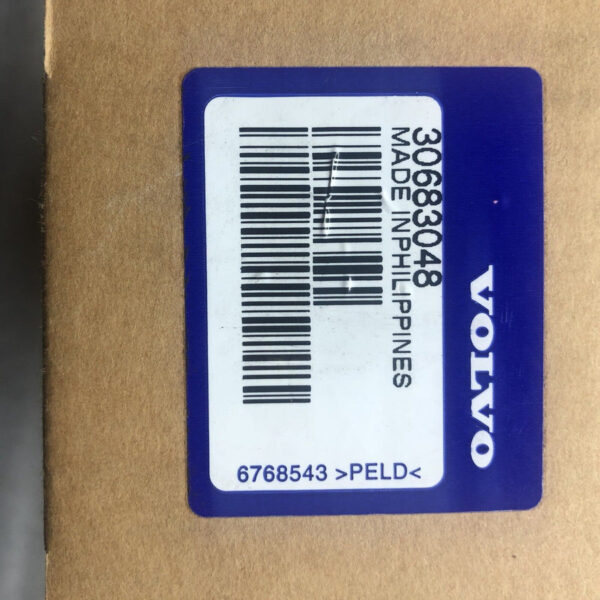 VOLVO
30683048
MADE IN PHILIPPINES
6768543 >PELD<